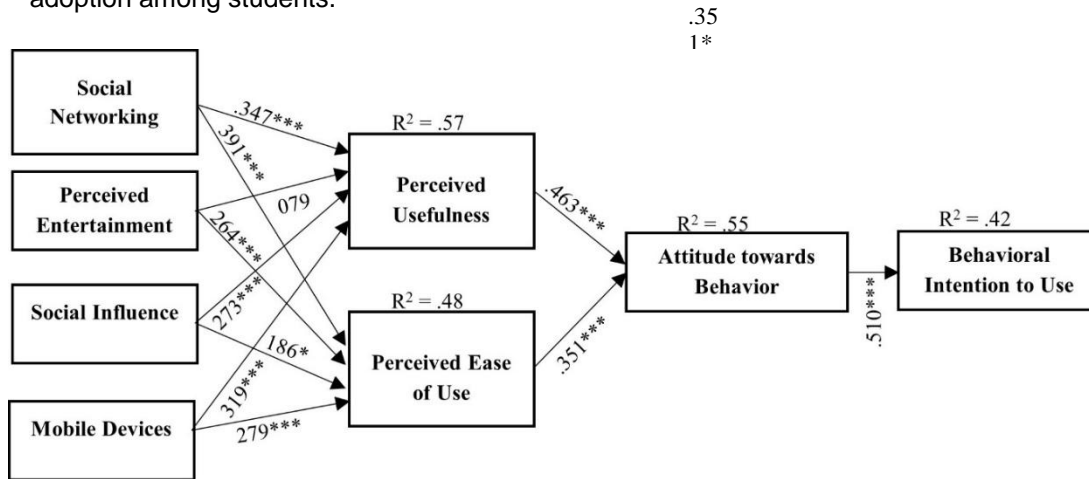 adoption among students.
.35
1*
Social
Networking
.347***
391***
R² = .57
Perceived
Usefulness
Perceived
Entertainment
079
264***
.463***
R² = .55
Attitude towards
Behavior
R² = .42
Behavioral
Intention to Use
.510***
Social Influence
273***
186*
R² = .48
Perceived Ease
of Use
.351***
Mobile Devices
319***
279***